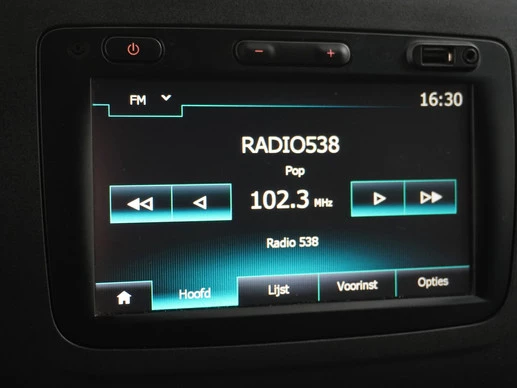 FM 16:30
RADIO538
Pop
102.3 MHz
Radio 538
Hoofd Lijst Voorinst Opties